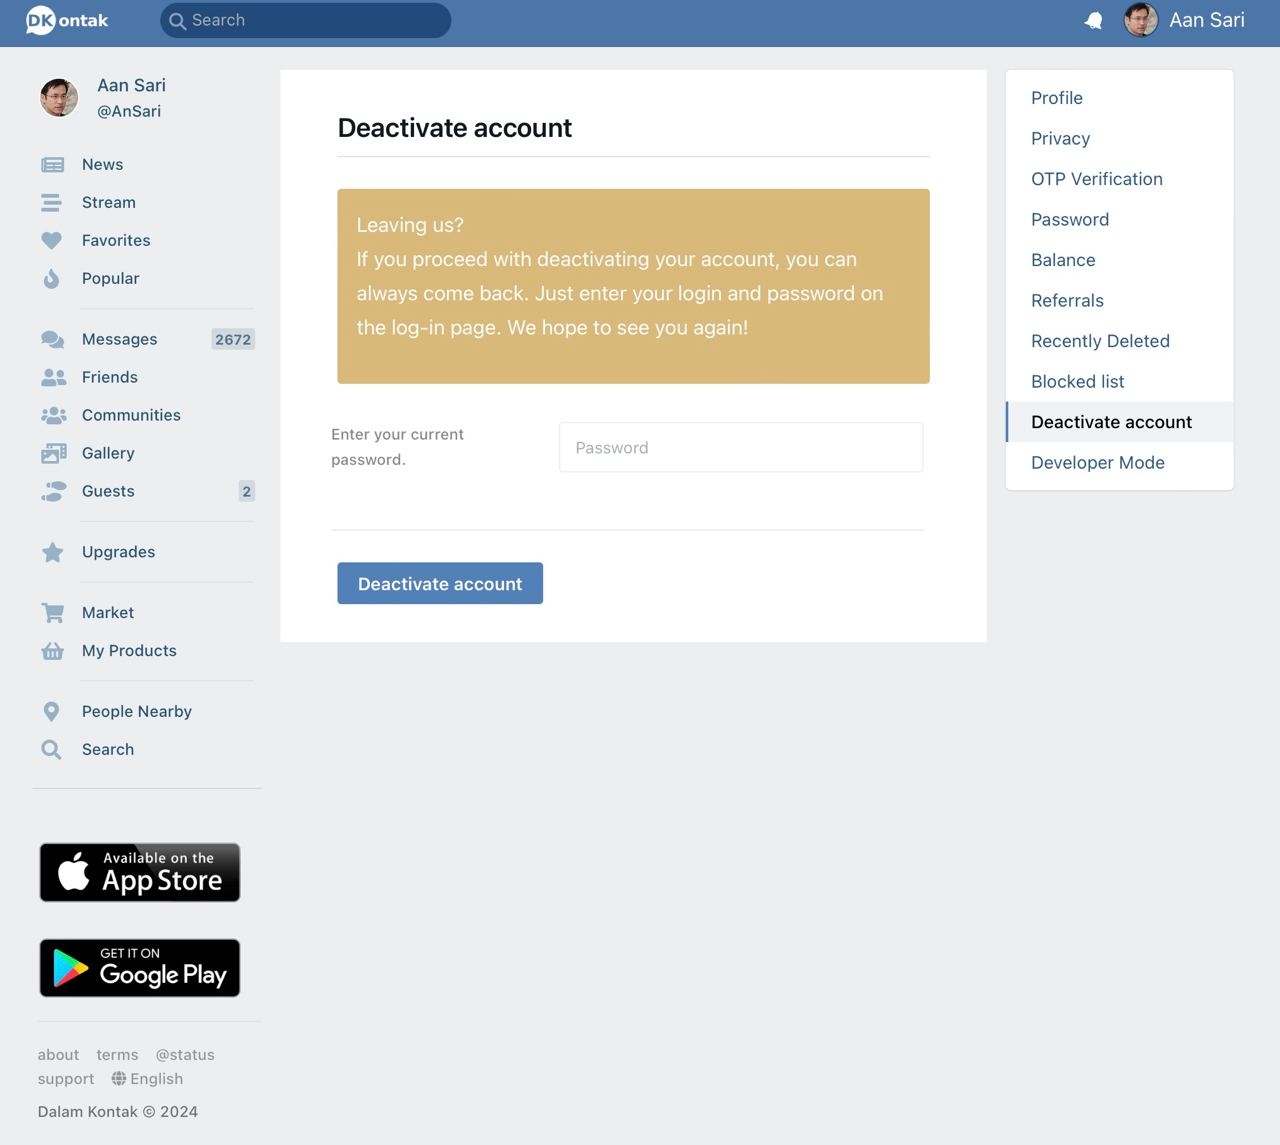 DK ontak
Search
Aan Sari
Aan Sari
@AnSari
News
Stream
Favorites
Popular
Messages 2672
Friends
Communities
Gallery
Guests 2
Upgrades
Market
My Products
People Nearby
Search
Available on the
App Store
GET IT ON
Google Play
about terms @status
support English
Dalam Kontak © 2024
Deactivate account
Leaving us?
If you proceed with deactivating your account, you can
always come back. Just enter your login and password on
the log-in page. We hope to see you again!
Enter your current
password.
Password
Deactivate account
Profile
Privacy
OTP Verification
Password
Balance
Referrals
Recently Deleted
Blocked list
Deactivate account
Developer Mode